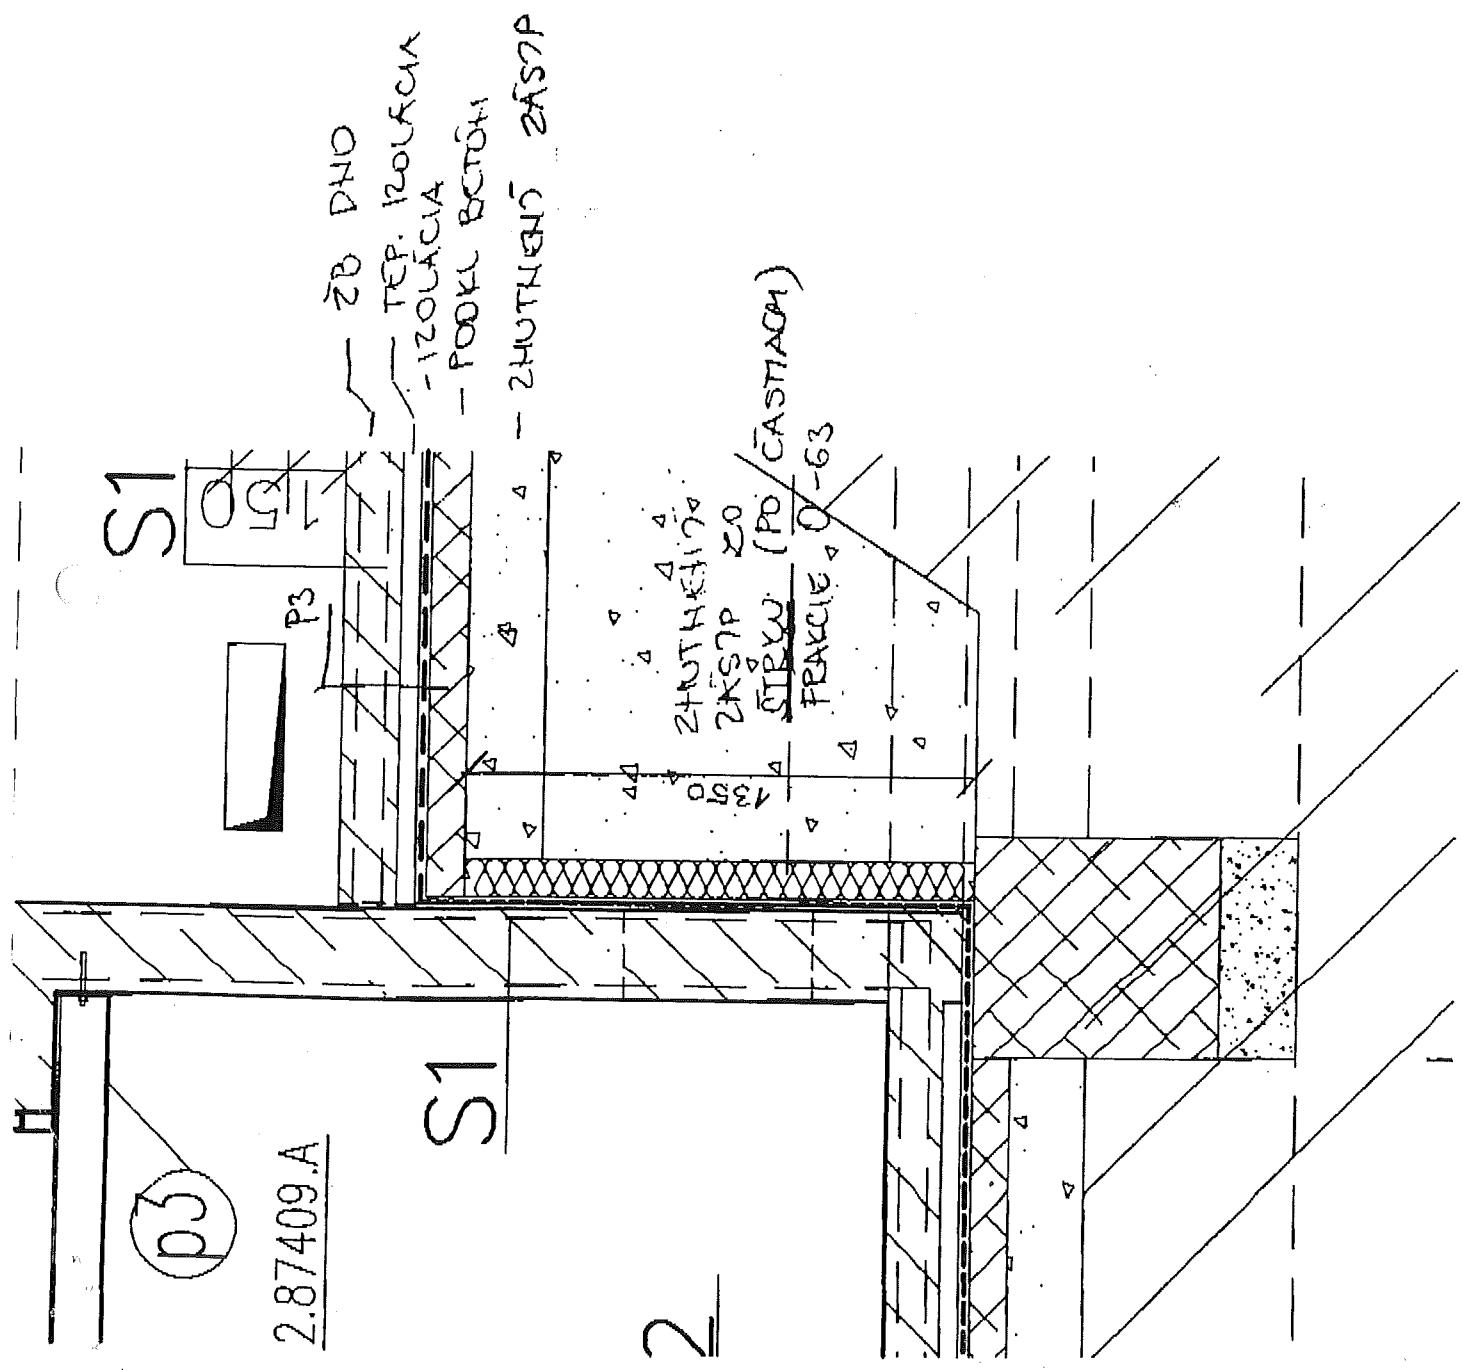 S1
150
P3
ŽB DNO
TEP. IZOLÁCIA
- IZOLÁCIA
- PODKL BETÓN
- ZHUTNENÝ ZÁSYP
ZHUTNENÝ
ZÁSYP ZO
ŠTRKU (PO ČASTIACH)
FRAKCIE 0-63
1350
S1
p3
2.87409.A
2